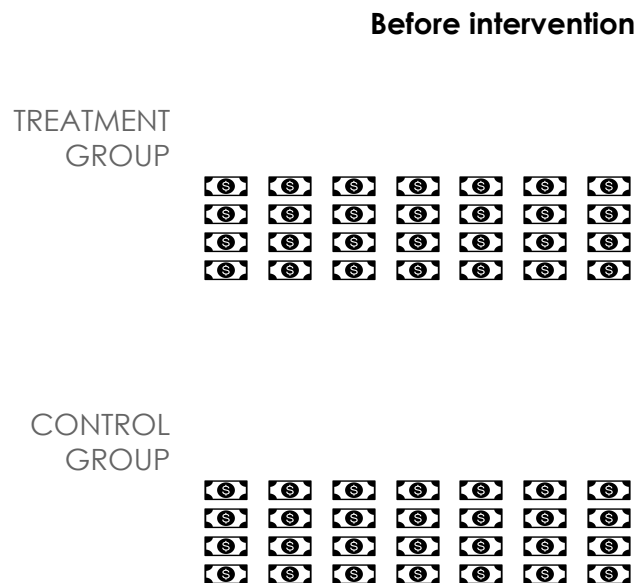 Before intervention
TREATMENT
GROUP
CONTROL
GROUP